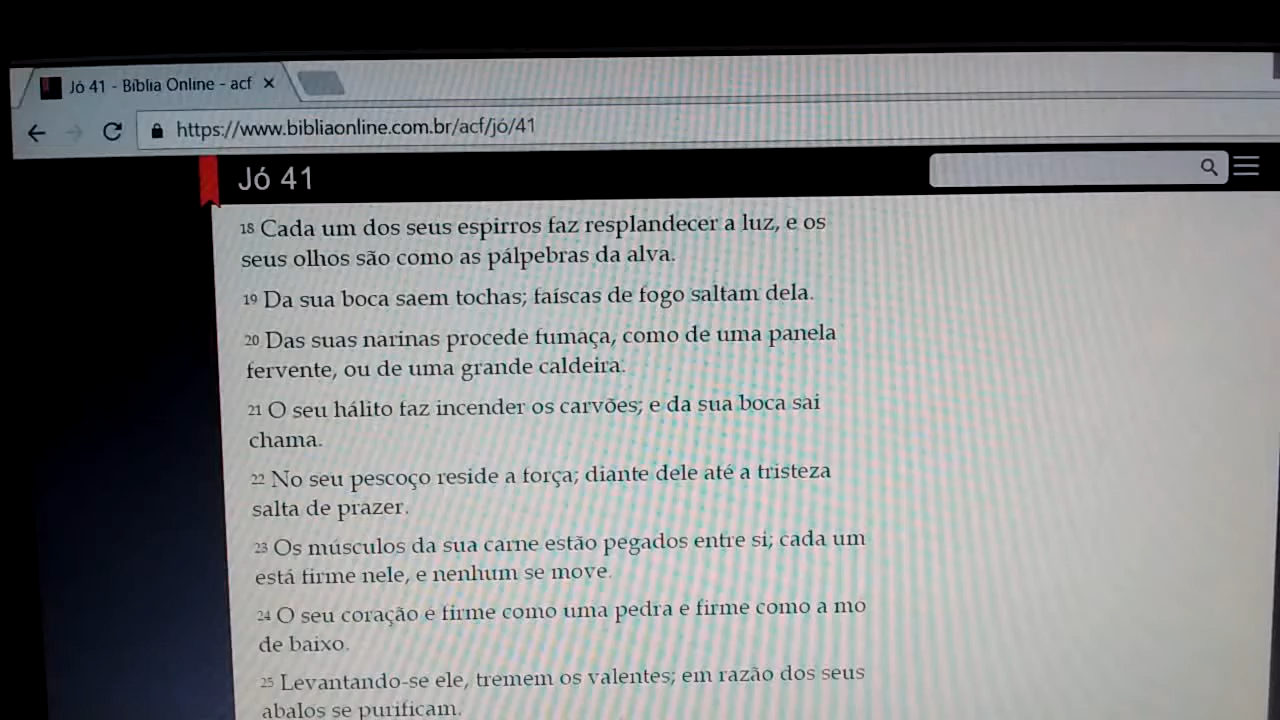 Jó 41 - Bíblia Online - acf
https://www.bibliaonline.com.br/acf/jó/41
Jó 41
18 Cada um dos seus espirros faz resplandecer a luz, e os
seus olhos são como as pálpebras da alva.
19 Da sua boca saem tochas; faíscas de fogo saltam dela.
20 Das suas narinas procede fumaça, como de uma panela
fervente, ou de uma grande caldeira.
21 O seu hálito faz incender os carvões; e da sua boca sai
chama.
22 No seu pescoço reside a força; diante dele até a tristeza
salta de prazer.
23 Os músculos da sua carne estão pegados entre si; cada um
está firme nele, e nenhum se move.
24 O seu coração é firme como uma pedra e firme como a mó
de baixo.
25 Levantando-se ele, tremem os valentes; em razão dos seus
abalos se purificam.